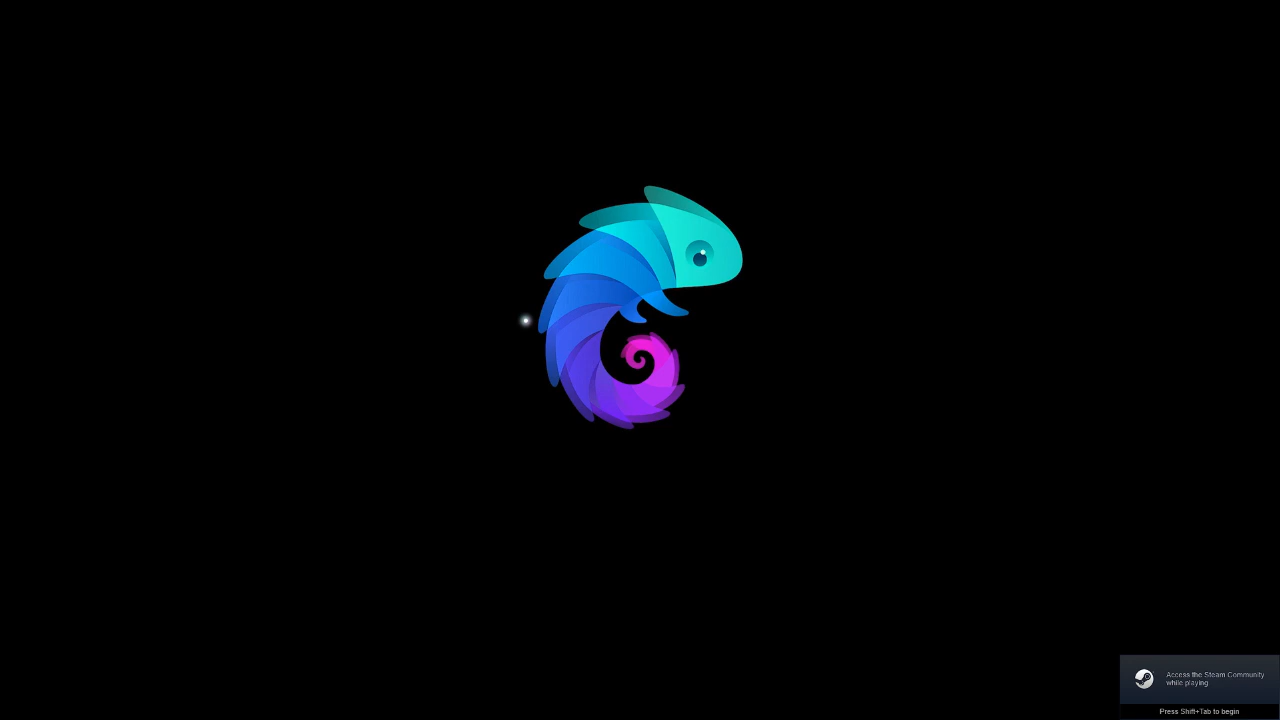 Access the Steam Community
while playing
Press Shift+Tab to begin